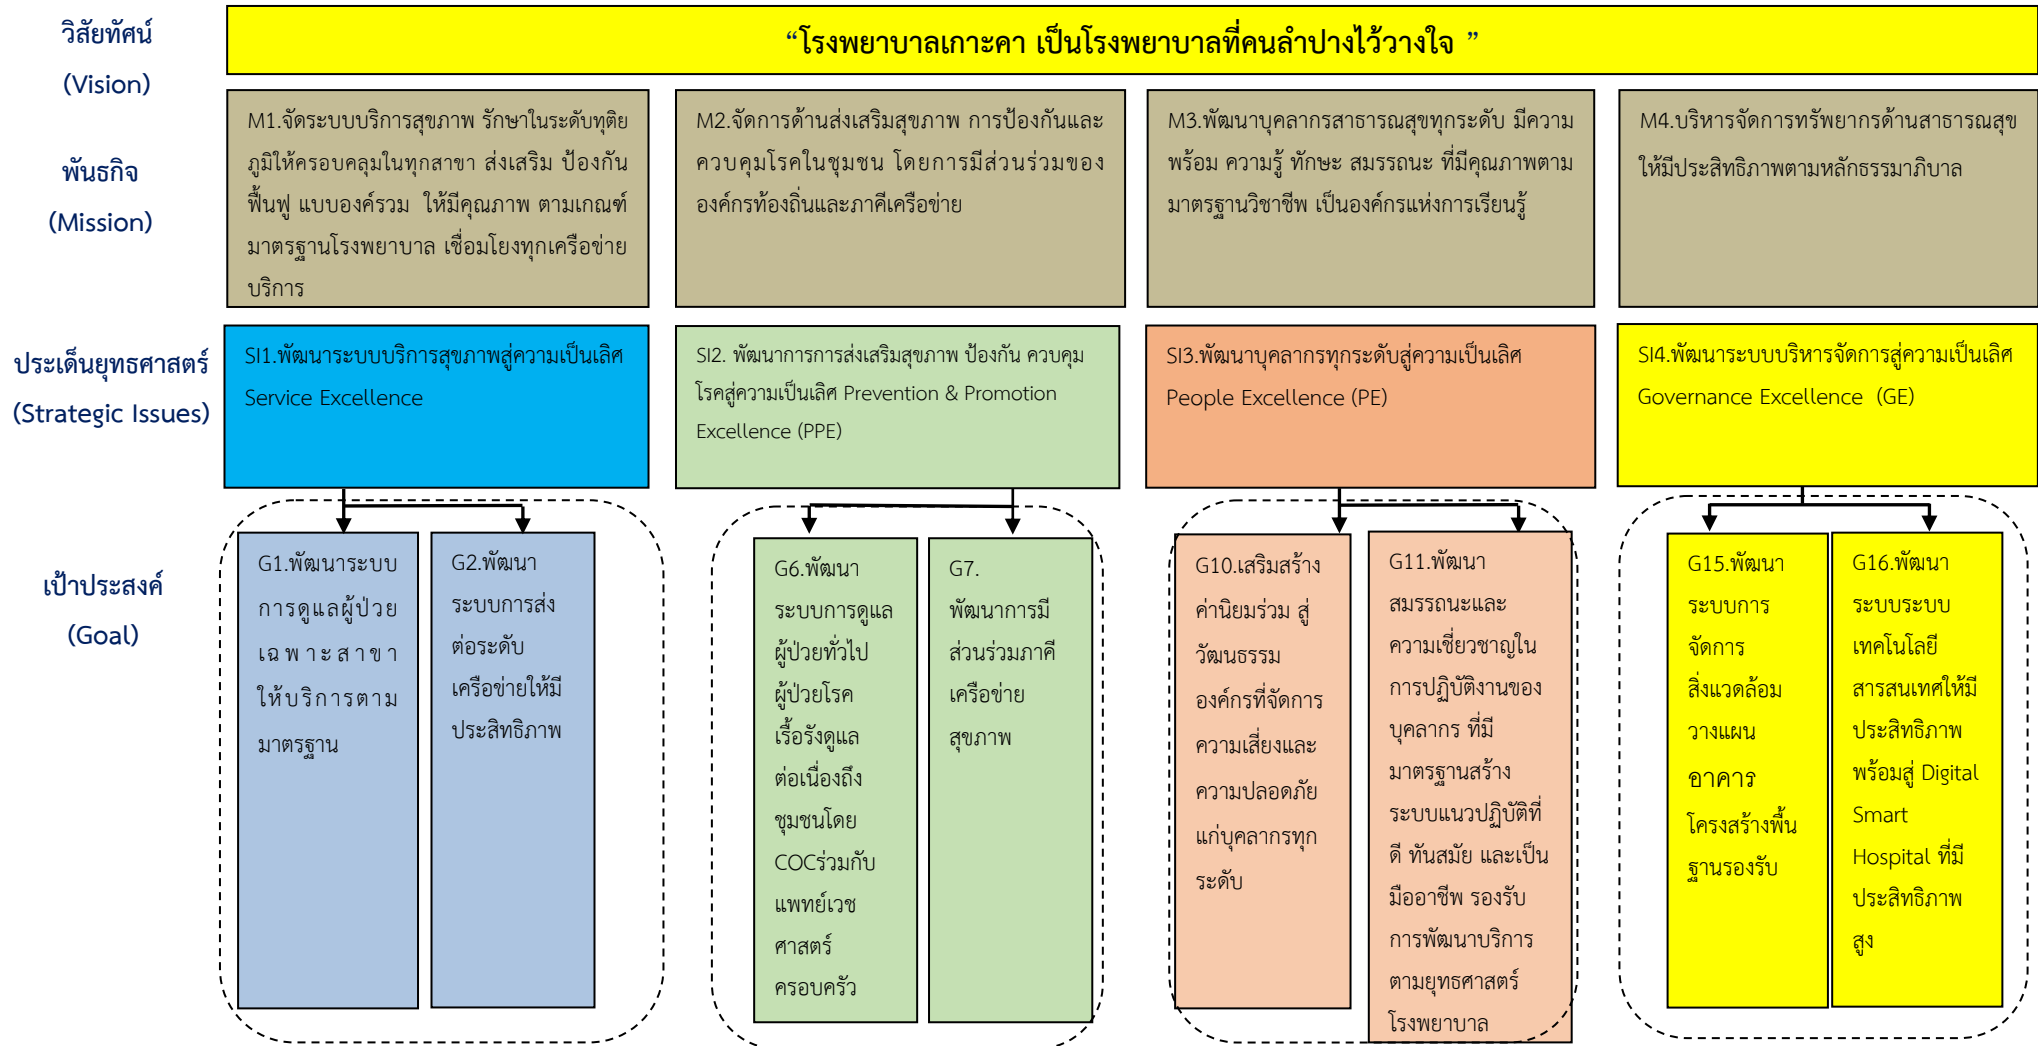 วิสัยทัศน์
(Vision)
“โรงพยาบาลเกาะคา เป็นโรงพยาบาลที่คนลำปางไว้วางใจ ”
พันธกิจ
(Mission)
M1.จัดระบบบริการสุขภาพ รักษาในระดับทุติย
ภูมิให้ครอบคลุมในทุกสาขา ส่งเสริม ป้องกัน
ฟื้นฟู แบบองค์รวม ให้มีคุณภาพ ตามเกณฑ์
มาตรฐานโรงพยาบาล เชื่อมโยงทุกเครือข่าย
บริการ
M2.จัดการด้านส่งเสริมสุขภาพ การป้องกันและ
ควบคุมโรคในชุมชน โดยการมีส่วนร่วมของ
องค์กรท้องถิ่นและภาคีเครือข่าย
M3.พัฒนาบุคลากรสาธารณสุขทุกระดับ มีความ
พร้อม ความรู้ ทักษะ สมรรถนะ ที่มีคุณภาพตาม
มาตรฐานวิชาชีพ เป็นองค์กรแห่งการเรียนรู้
M4.บริหารจัดการทรัพยากรด้านสาธารณสุข
ให้มีประสิทธิภาพตามหลักธรรมาภิบาล
ประเด็นยุทธศาสตร์
(Strategic Issues)
SI1.พัฒนาระบบบริการสุขภาพสู่ความเป็นเลิศ
Service Excellence
SI2. พัฒนาการการส่งเสริมสุขภาพ ป้องกัน ควบคุม
โรคสู่ความเป็นเลิศ Prevention & Promotion
Excellence (PPE)
SI3.พัฒนาบุคลากรทุกระดับสู่ความเป็นเลิศ
People Excellence (PE)
SI4.พัฒนาระบบบริหารจัดการสู่ความเป็นเลิศ
Governance Excellence (GE)
เป้าประสงค์
(Goal)
G1.พัฒนาระบบ
การดูแลผู้ป่วย
เฉพาะสาขา
ให้บริการตาม
มาตรฐาน
G2.พัฒนา
ระบบการส่ง
ต่อระดับ
เครือข่ายให้มี
ประสิทธิภาพ
G6.พัฒนา
ระบบการดูแล
ผู้ป่วยทั่วไป
ผู้ป่วยโรค
เรื้อรังดูแล
ต่อเนื่องถึง
ชุมชนโดย
COCร่วมกับ
แพทย์เวช
ศาสตร์
ครอบครัว
G7.
พัฒนาการมี
ส่วนร่วมภาคี
เครือข่าย
สุขภาพ
G10.เสริมสร้าง
ค่านิยมร่วม สู่
วัฒนธรรม
องค์กรที่จัดการ
ความเสี่ยงและ
ความปลอดภัย
แก่บุคลากรทุก
ระดับ
G11.พัฒนา
สมรรถนะและ
ความเชี่ยวชาญใน
การปฏิบัติงานของ
บุคลากร ที่มี
มาตรฐานสร้าง
ระบบแนวปฏิบัติที่
ดี ทันสมัย และเป็น
มืออาชีพ รองรับ
การพัฒนาบริการ
ตามยุทธศาสตร์
โรงพยาบาล
G15.พัฒนา
ระบบการ
จัดการ
สิ่งแวดล้อม
วางแผน
อาคาร
โครงสร้างพื้น
ฐานรองรับ
G16.พัฒนา
ระบบระบบ
เทคโนโลยี
สารสนเทศให้มี
ประสิทธิภาพ
พร้อมสู่ Digital
Smart
Hospital ที่มี
ประสิทธิภาพ
สูง